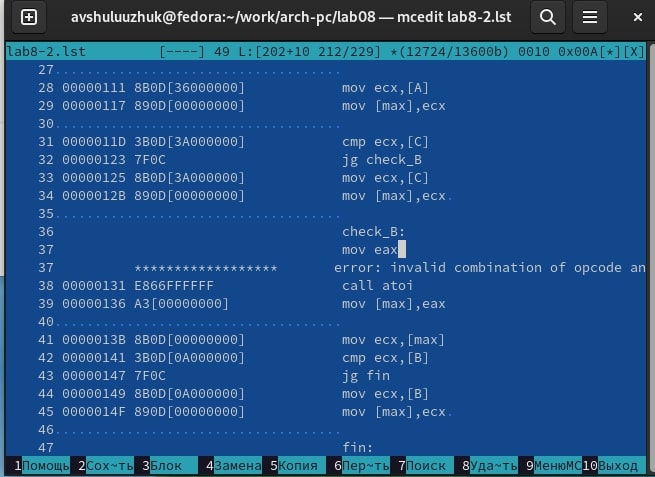 avshuluuzhuk@fedora:~/work/arch-pc/lab08 — mcedit lab8-2.lst
lab8-2.lst [----] 49 L:[202+10 212/229] *(12724/13600b) 0010 0x00A[*][X]
27
28 00000111 8B0D[36000000] mov ecx,[A]
29 00000117 890D[00000000] mov [max],ecx
30
31 0000011D 3B0D[3A000000] cmp ecx,[C]
32 00000123 7F0C jg check_B
33 00000125 8B0D[3A000000] mov ecx,[C]
34 0000012B 890D[00000000] mov [max],ecx
35
36 check_B:
37 mov eax
37 ****************** error: invalid combination of opcode an
38 00000131 E866FFFFFF call atoi
39 00000136 A3[00000000] mov [max],eax
40
41 0000013B 8B0D[00000000] mov ecx,[max]
42 00000141 3B0D[0A000000] cmp ecx,[B]
43 00000147 7F0C jg fin
44 00000149 8B0D[0A000000] mov ecx,[B]
45 0000014F 890D[00000000] mov [max],ecx
46
47 fin:
1Помощь 2Сох~ть 3Блок 4Замена 5Копия 6Пер~ть 7Поиск 8Уда~ть 9МенюMC 10Выход